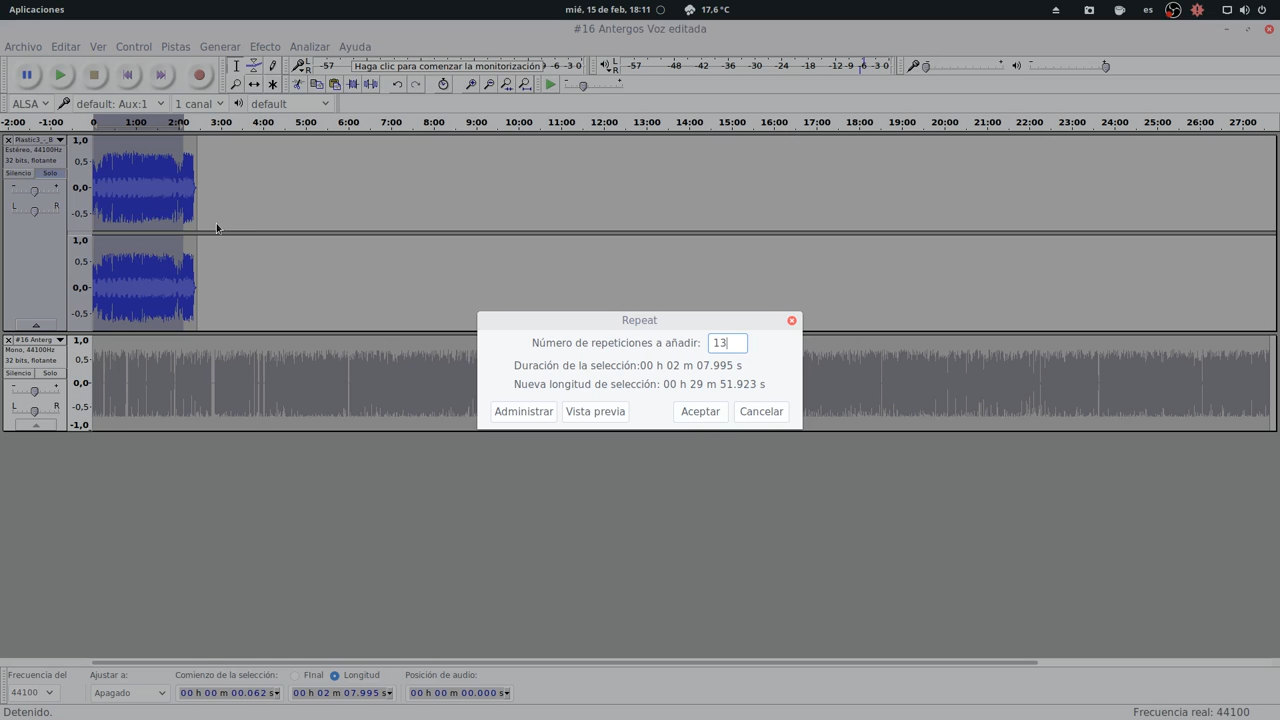 Aplicaciones
mié, 15 de feb, 18:11
17,6 °C
es
#16 Antergos Voz editada
Archivo Editar Ver Control Pistas Generar Efecto Analizar Ayuda
L R -57 Haga clic para comenzar la monitorización -6 -3 0
L R -57 -48 -42 -36 -30 -24 -18 -12 -9 -6 -3 0
ALSA default: Aux:1 1 canal default
-2:00 -1:00 0 1:00 2:00 3:00 4:00 5:00 6:00 7:00 8:00 9:00 10:00 11:00 12:00 13:00 14:00 15:00 16:00 17:00 18:00 19:00 20:00 21:00 22:00 23:00 24:00 25:00 26:00 27:00
Plastic3_-_B
Estéreo, 44100Hz
32 bits, flotante
Silencio Solo
- +
L R
1,0
0,5-
0,0-
-0,5-
1,0
0,5-
0,0-
-0,5-
#16 Anterg
Mono, 44100Hz
32 bits, flotante
Silencio Solo
- +
L R
1,0
0,5-
0,0-
-0,5-
-1,0
Repeat
Número de repeticiones a añadir: 13
Duración de la selección:00 h 02 m 07.995 s
Nueva longitud de selección: 00 h 29 m 51.923 s
Administrar Vista previa Aceptar Cancelar
Frecuencia del Ajustar a: Comienzo de la selección: FInal Longitud Posición de audio:
44100 Apagado 00 h 00 m 00.062 s 00 h 02 m 07.995 s 00 h 00 m 00.000 s
Detenido.
Frecuencia real: 44100